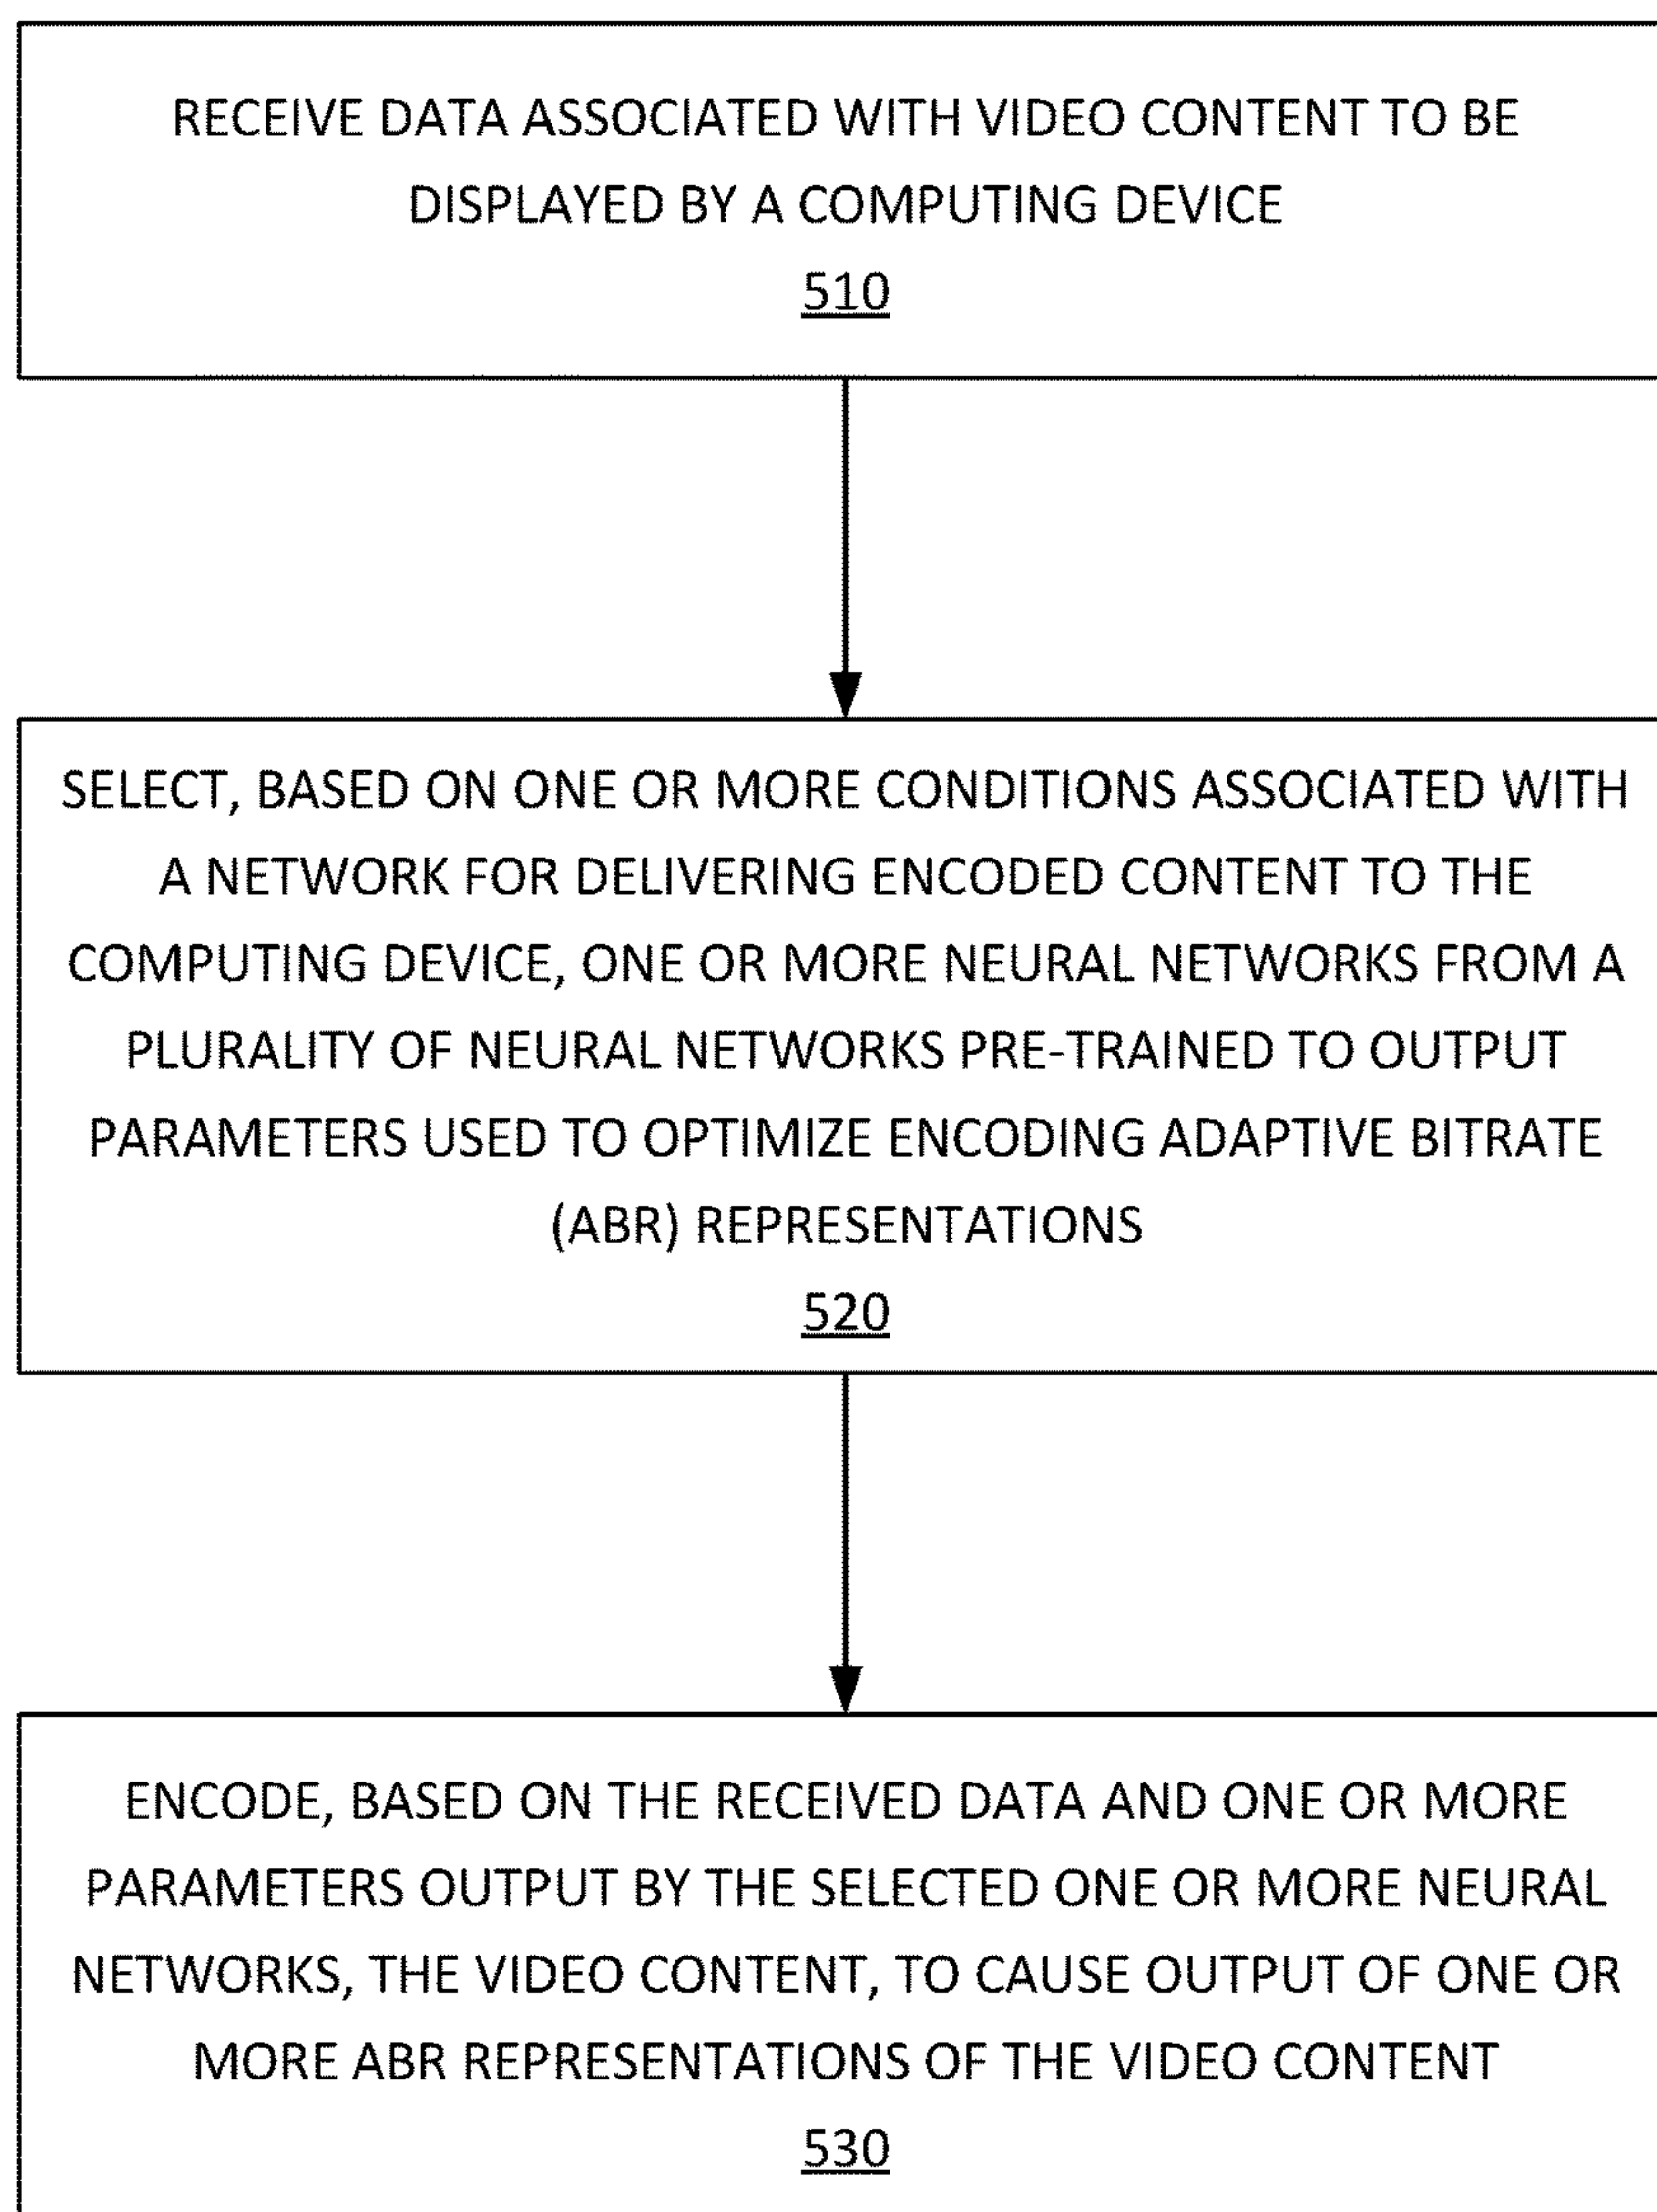 RECEIVE DATA ASSOCIATED WITH VIDEO CONTENT TO BE
DISPLAYED BY A COMPUTING DEVICE
510
SELECT, BASED ON ONE OR MORE CONDITIONS ASSOCIATED WITH
A NETWORK FOR DELIVERING ENCODED CONTENT TO THE
COMPUTING DEVICE, ONE OR MORE NEURAL NETWORKS FROM A
PLURALITY OF NEURAL NETWORKS PRE-TRAINED TO OUTPUT
PARAMETERS USED TO OPTIMIZE ENCODING ADAPTIVE BITRATE
(ABR) REPRESENTATIONS
520
ENCODE, BASED ON THE RECEIVED DATA AND ONE OR MORE
PARAMETERS OUTPUT BY THE SELECTED ONE OR MORE NEURAL
NETWORKS, THE VIDEO CONTENT, TO CAUSE OUTPUT OF ONE OR
MORE ABR REPRESENTATIONS OF THE VIDEO CONTENT
530